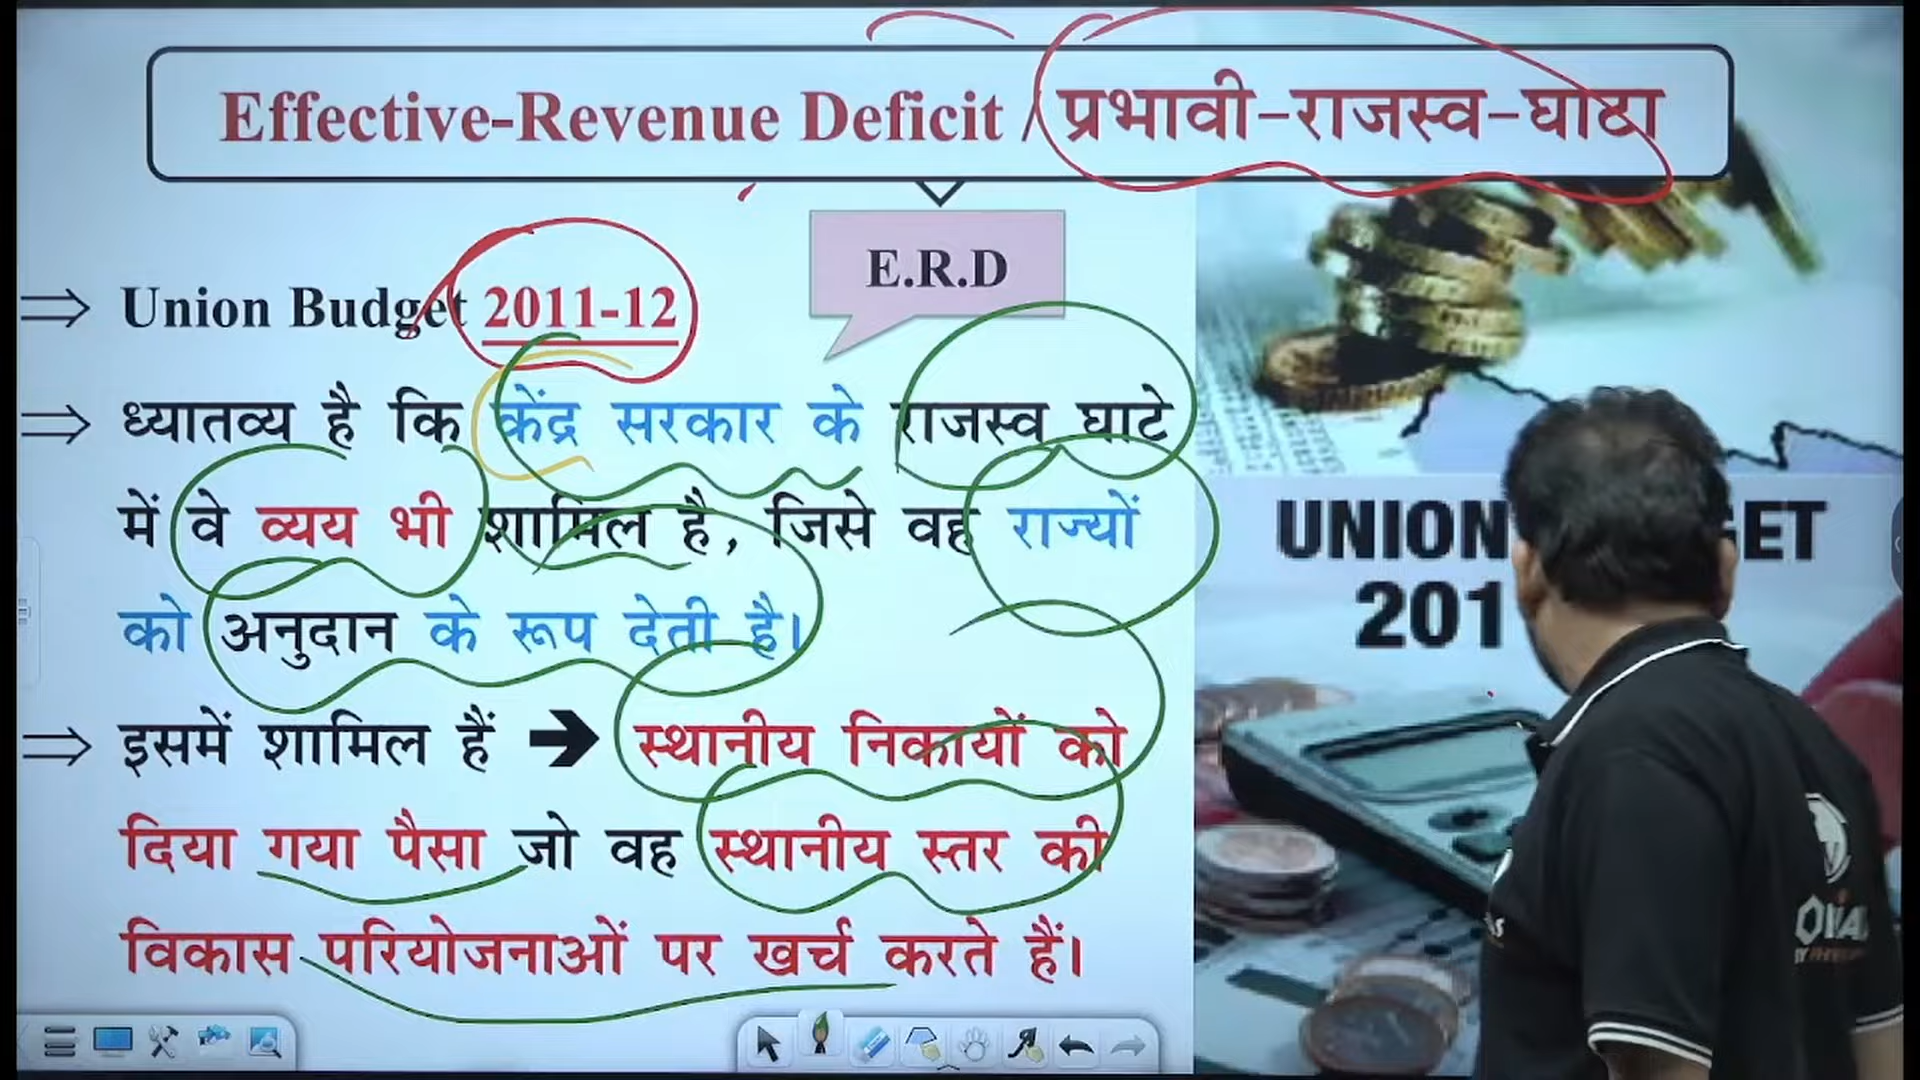 Effective-Revenue Deficit / प्रभावी-राजस्व-घाटा
E.R.D
⇒ Union Budget 2011-12
⇒ ध्यातव्य है कि केंद्र सरकार के राजस्व घाटे
में वे व्यय भी शामिल है, जिसे वह राज्यों
को अनुदान के रूप देती है।
⇒ इसमें शामिल हैं ➔ स्थानीय निकायों को
दिया गया पैसा जो वह स्थानीय स्तर की
विकास परियोजनाओं पर खर्च करते हैं।
UNION
201